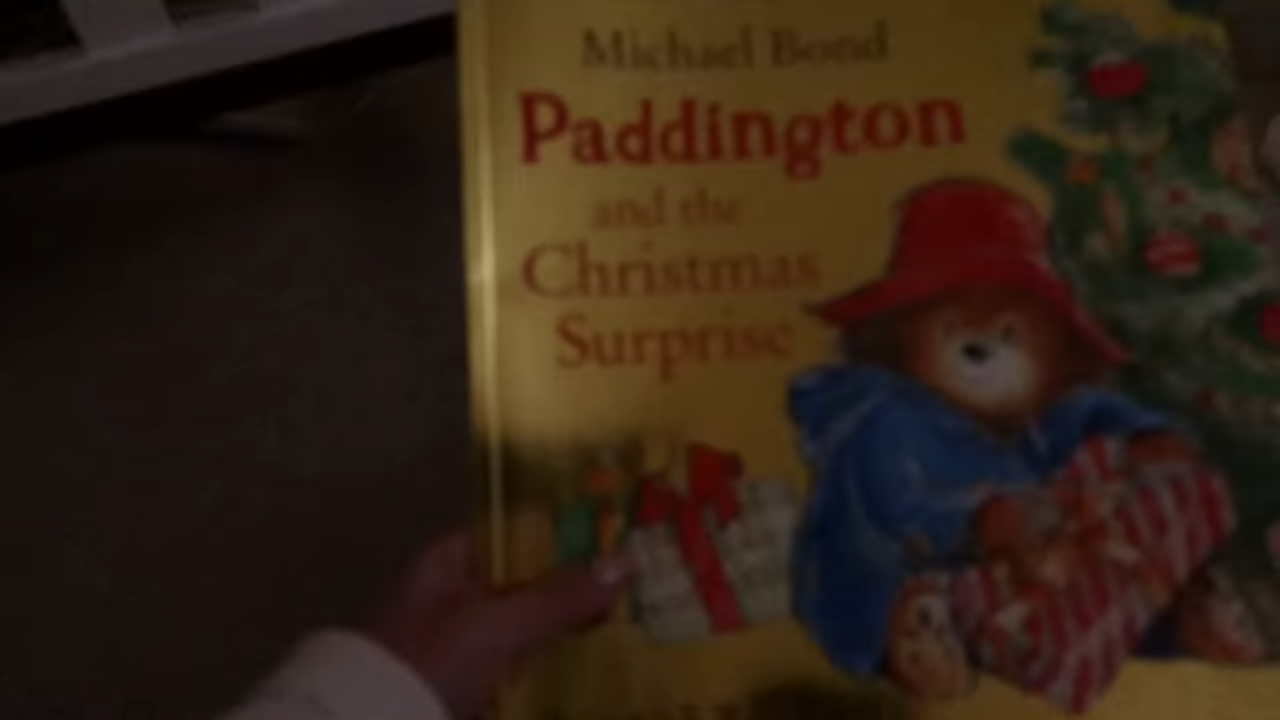 Michael Bond
Paddington
and the
Christmas
Surprise